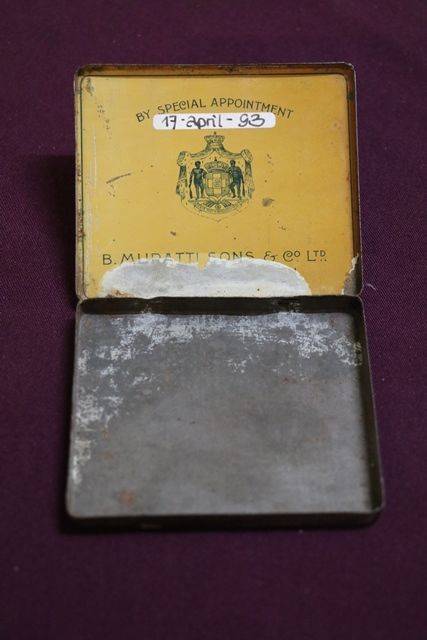 BY SPECIAL APPOINTMENT
17-april-93
B. MURATTI SONS & Co LTD.